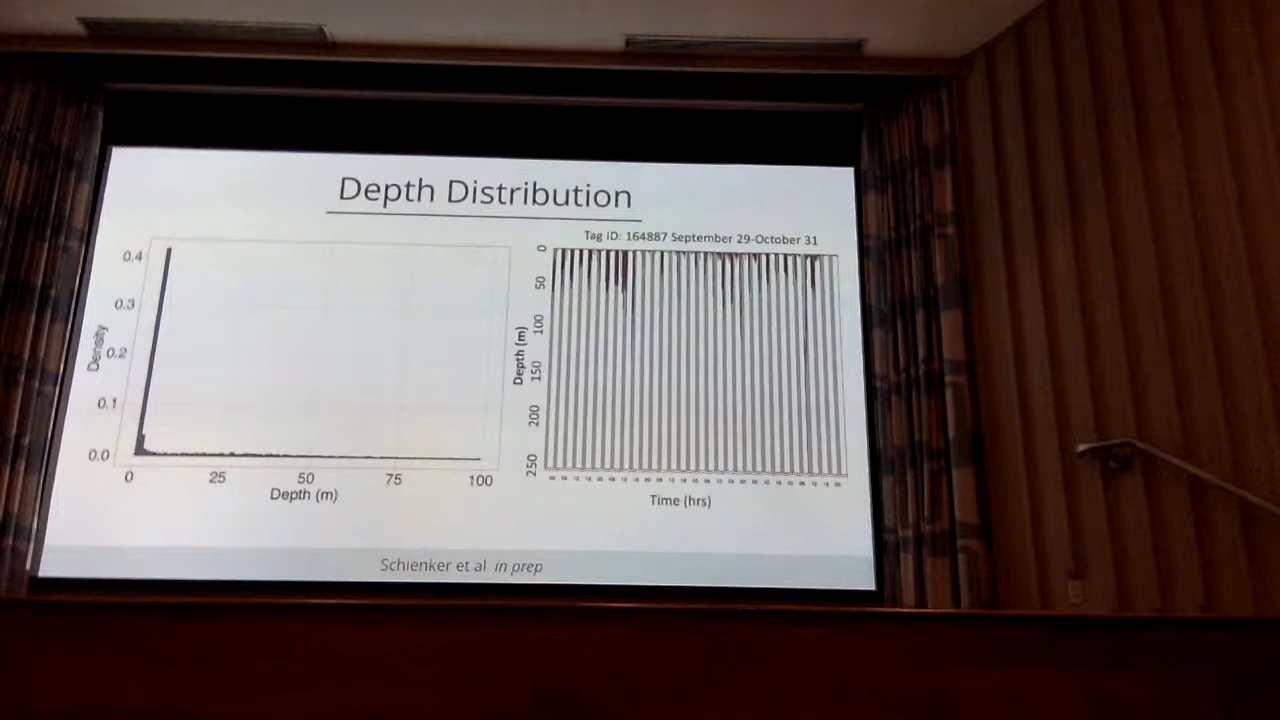 Depth Distribution
0.4
0.3
0.2
0.1
0.0
Density
0
25
50
75
100
Depth (m)
Tag ID: 164887 September 29-October 31
0
50
100
150
200
250
Depth (m)
Time (hrs)
Schienker et al in prep